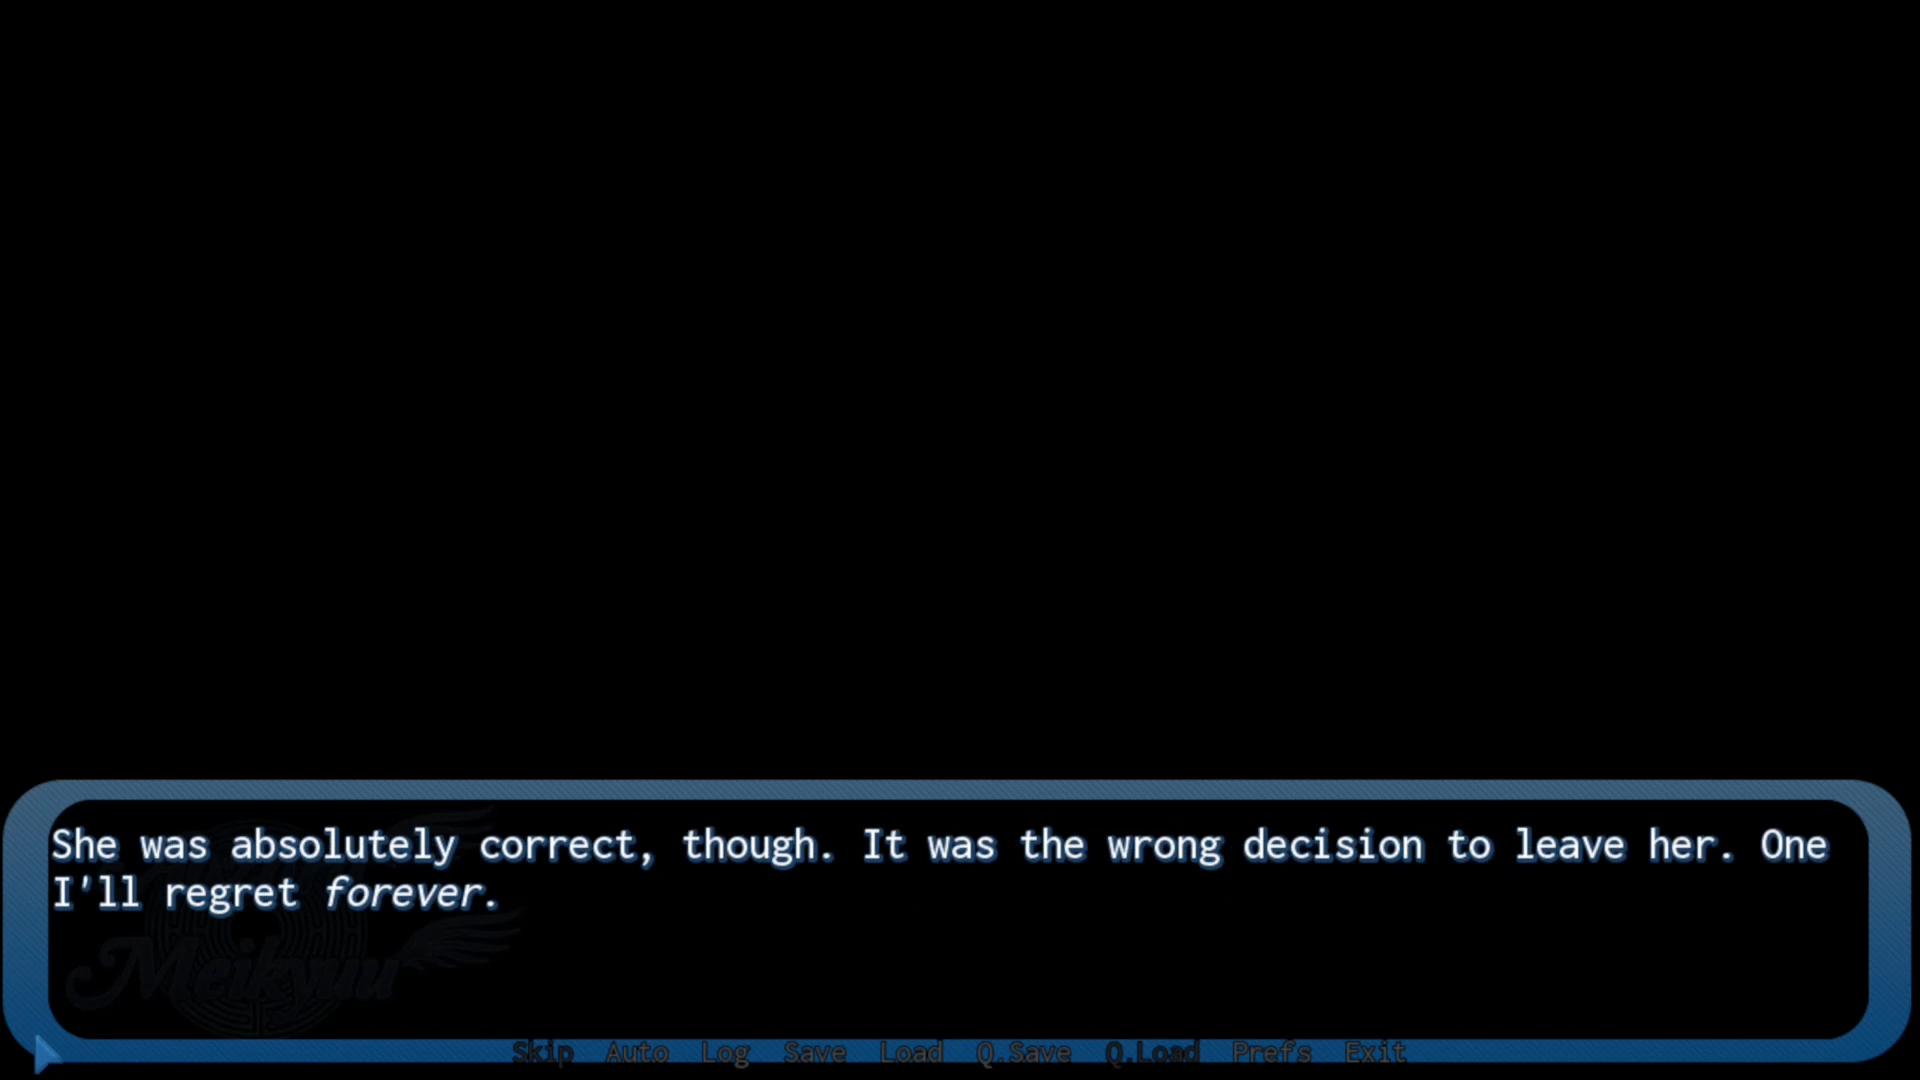 She was absolutely correct, though. It was the wrong decision to leave her. One
I'll regret forever.
Meikyuu
Skip Auto Log Save Load Q.Save Q.Load Prefs Exit